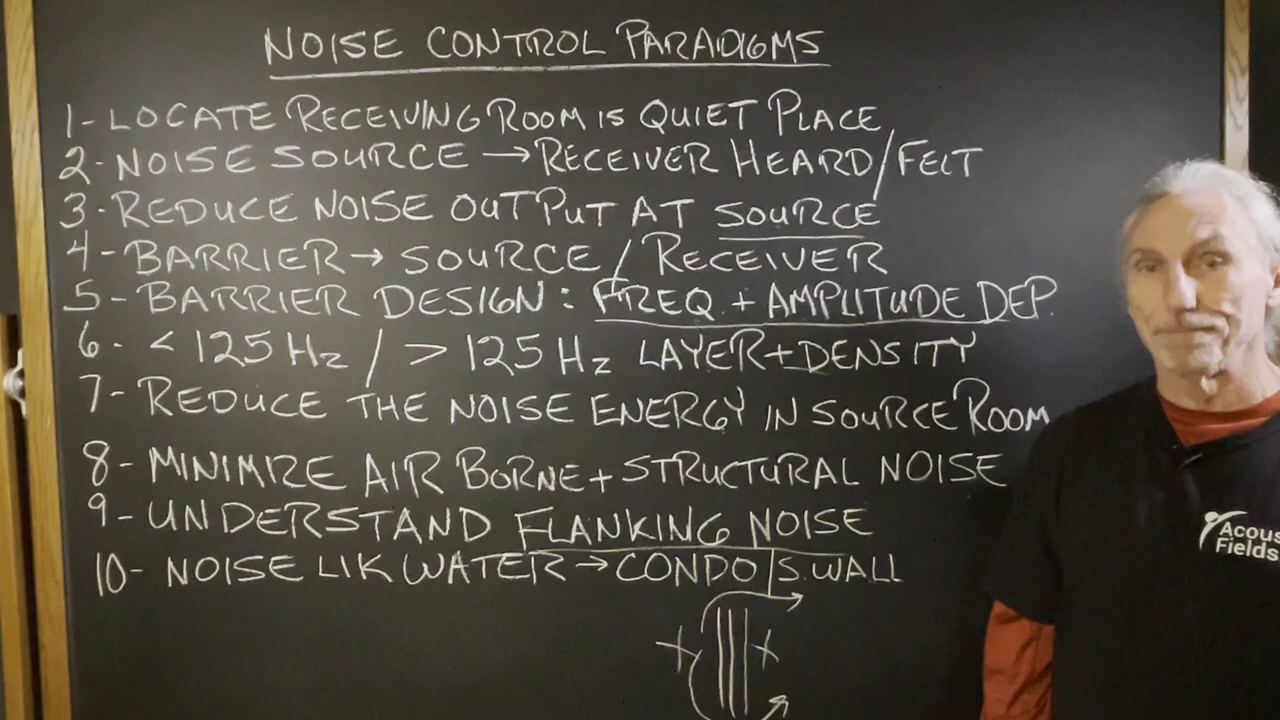 NOISE CONTROL PARADIGMS
1- LOCATE RECEIVING ROOM IS QUIET PLACE
2- NOISE SOURCE → RECEIVER HEARD/FELT
3- REDUCE NOISE OUTPUT AT SOURCE
4- BARRIER → SOURCE / RECEIVER
5- BARRIER DESIGN: FREQ. + AMPLITUDE DEP.
6- < 125 Hz / > 125 Hz LAYER + DENSITY
7- REDUCE THE NOISE ENERGY IN SOURCE ROOM
8- MINIMIZE AIR BORNE + STRUCTURAL NOISE
9- UNDERSTAND FLANKING NOISE
10- NOISE LIK WATER → CONDO/S. WALL
Acous
Fields